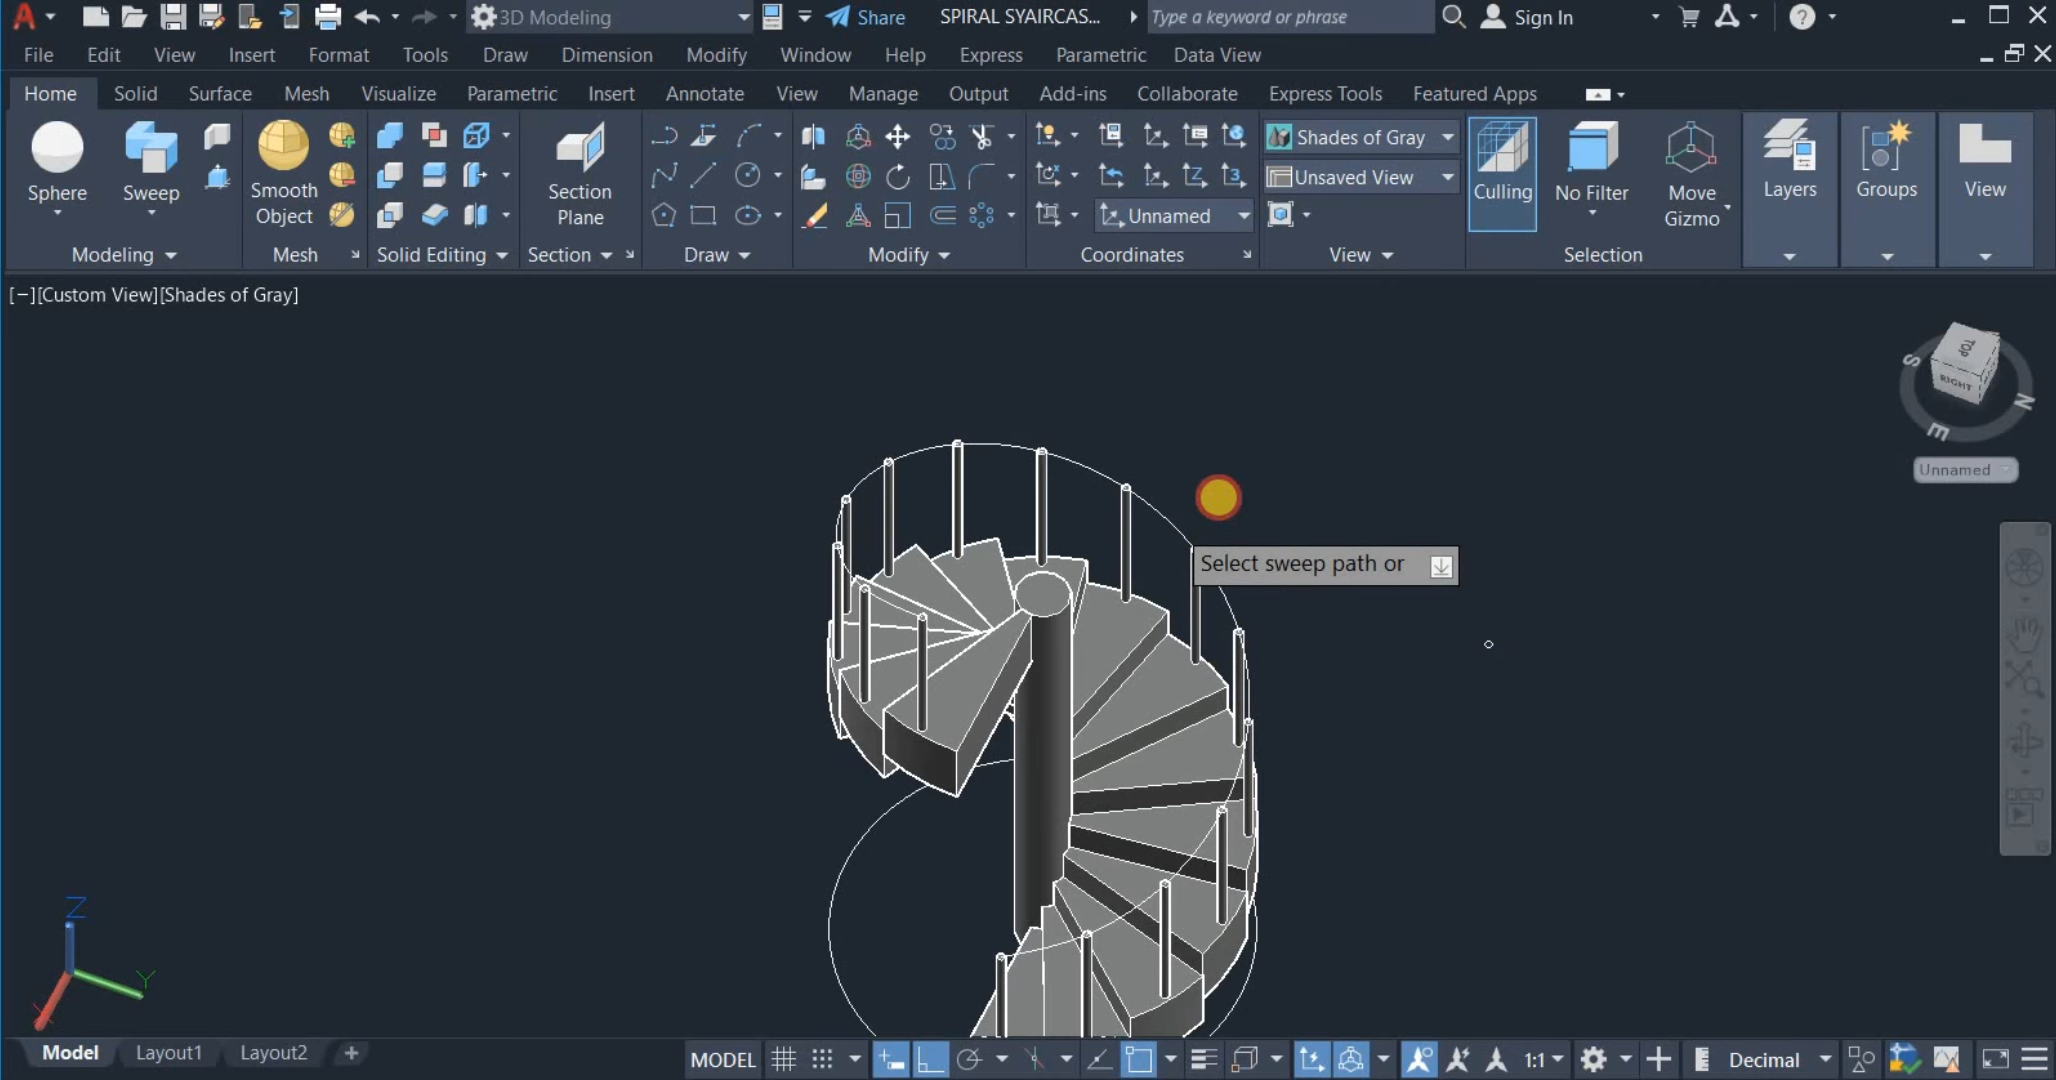 3D Modeling Share SPIRAL SYAIRCAS... Type a keyword or phrase Sign In
File Edit View Insert Format Tools Draw Dimension Modify Window Help Express Parametric Data View
Home Solid Surface Mesh Visualize Parametric Insert Annotate View Manage Output Add-ins Collaborate Express Tools Featured Apps
Sphere Sweep Smooth Object Section Plane Shades of Gray Unsaved View Unnamed Culling No Filter Move Gizmo Layers Groups View
Modeling Mesh Solid Editing Section Draw Modify Coordinates View Selection
[−][Custom View][Shades of Gray]
TOP
RIGHT
S
N
E
Unnamed
Select sweep path or
Z
Y
X
Model Layout1 Layout2 +
MODEL 1:1 Decimal